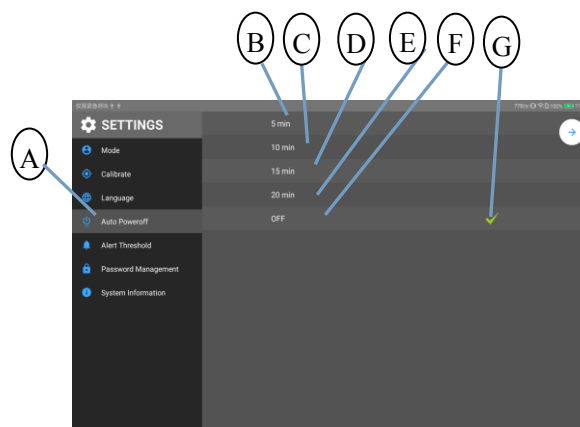 B C D E F G
A
100%
SETTINGS
Mode
Calibrate
Language
Auto Poweroff
Alert Threshold
Password Management
System Information
5 min
10 min
15 min
20 min
OFF